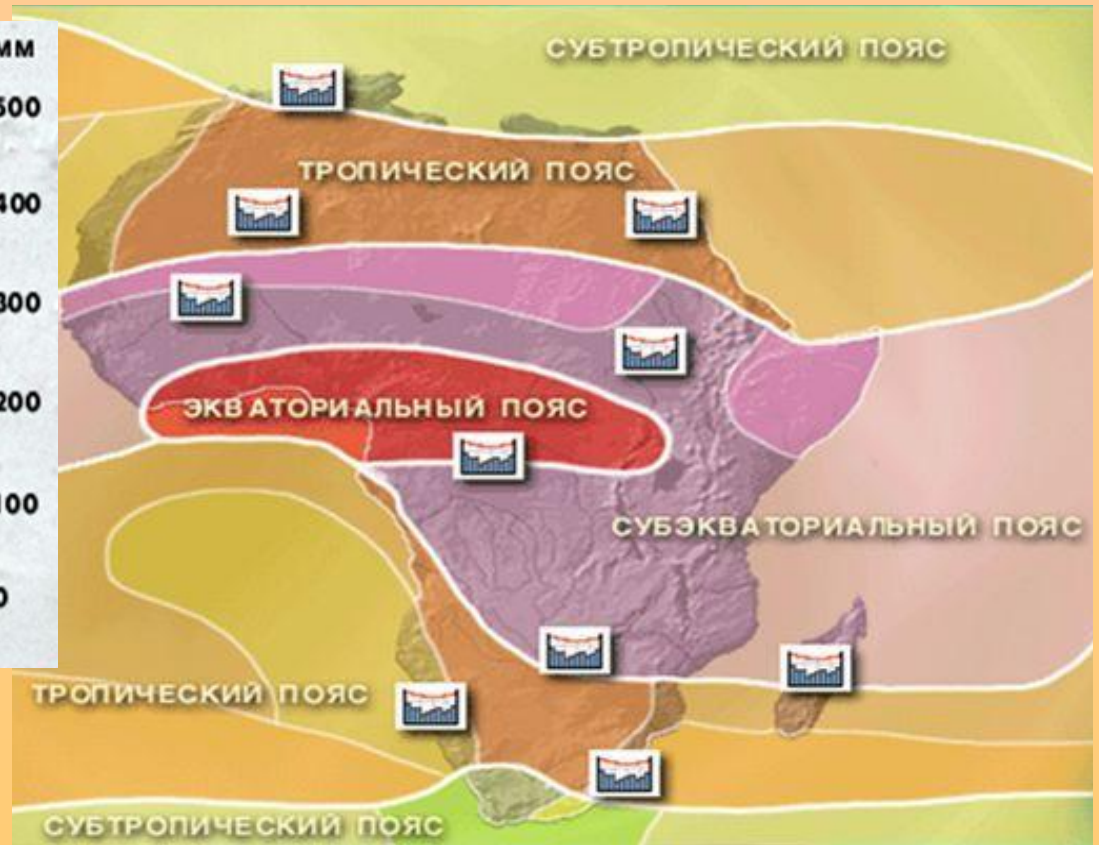 мм
500
400
300
200
100
0
СУБТРОПИЧЕСКИЙ ПОЯС
ТРОПИЧЕСКИЙ ПОЯС
ЭКВАТОРИАЛЬНЫЙ ПОЯС
СУБЭКВАТОРИАЛЬНЫЙ ПОЯС
ТРОПИЧЕСКИЙ ПОЯС
СУБТРОПИЧЕСКИЙ ПОЯС